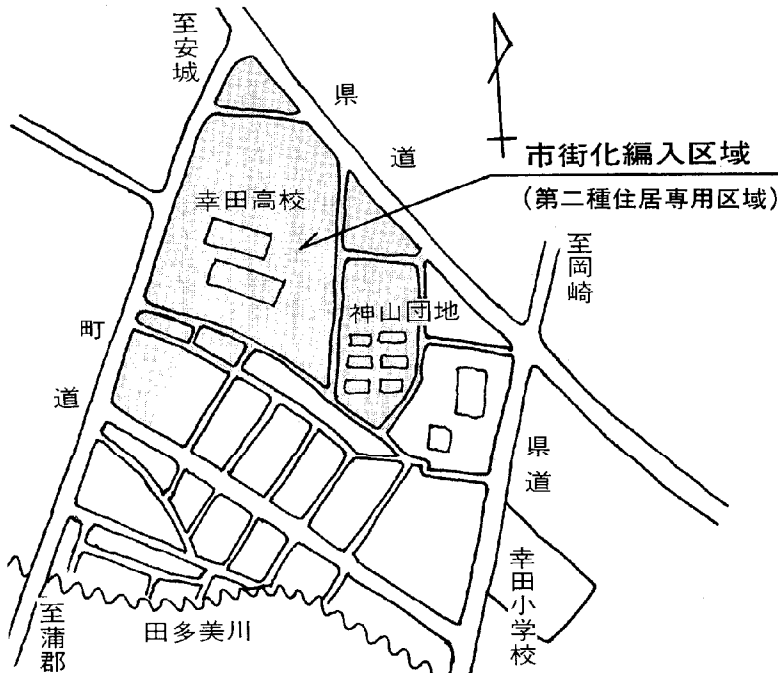 至安城
県道
市街化編入区域
(第二種住居専用区域)
幸田高校
至岡崎
神山団地
町道
県道
幸田小学校
至蒲郡
田多美川